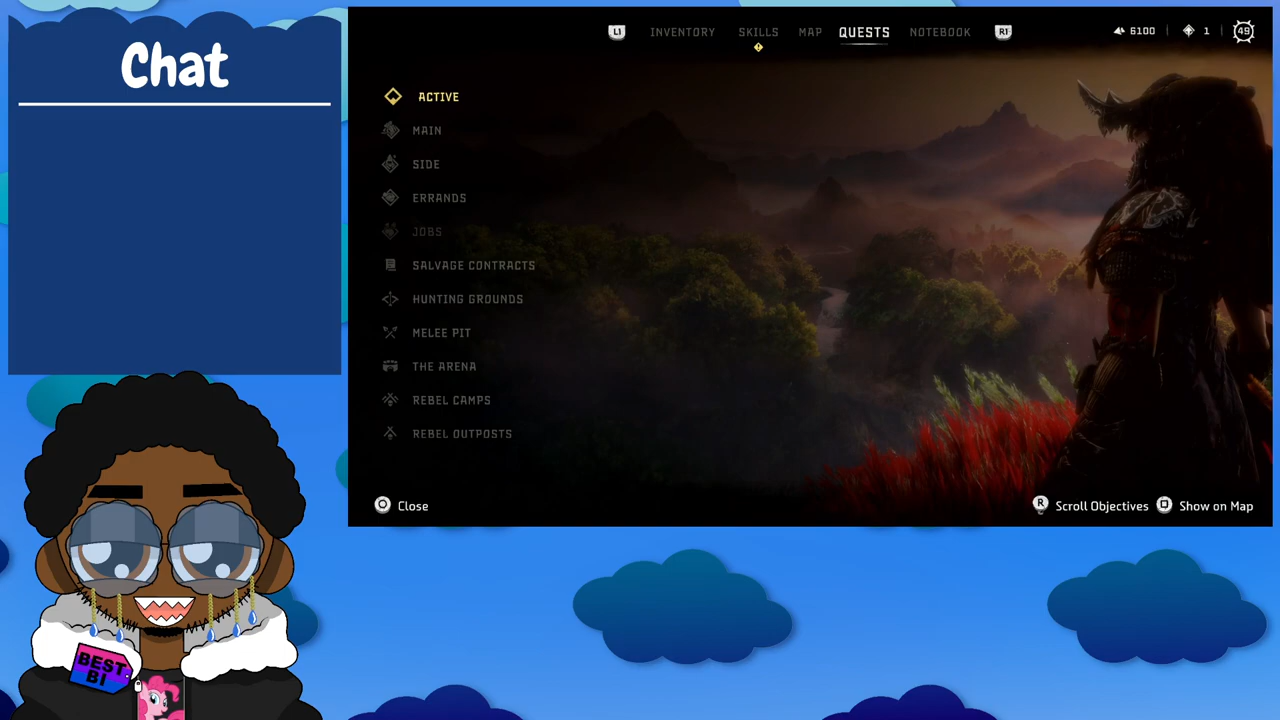 Chat
L1 INVENTORY SKILLS MAP QUESTS NOTEBOOK R1 6100 1 49
ACTIVE
MAIN
SIDE
ERRANDS
JOBS
SALVAGE CONTRACTS
HUNTING GROUNDS
MELEE PIT
THE ARENA
REBEL CAMPS
REBEL OUTPOSTS
Close R Scroll Objectives Show on Map
BEST
BI